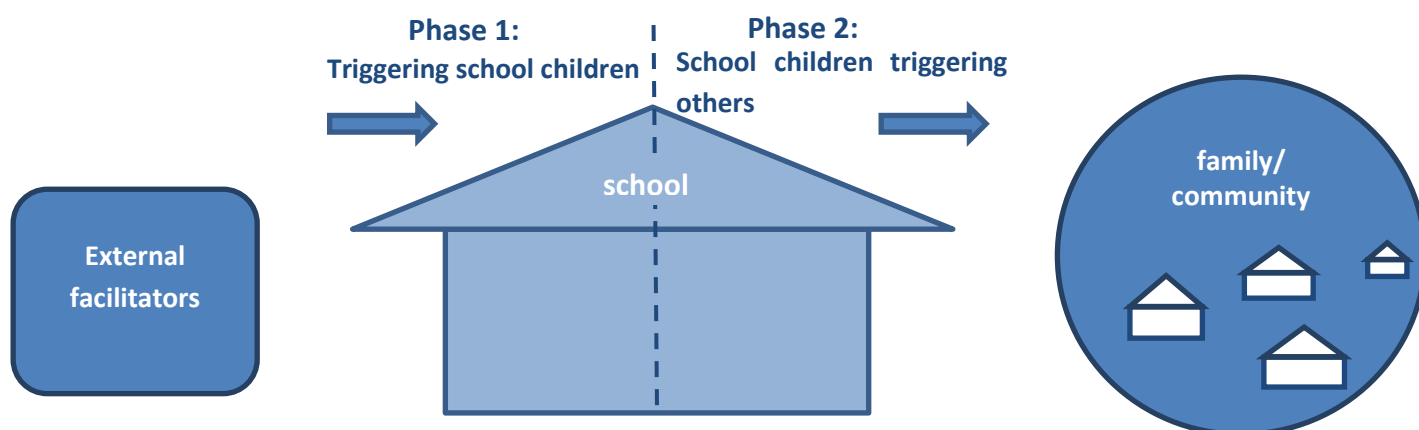 Phase 1:
Triggering school children
Phase 2:
School children triggering
others
school
family/
community
External
facilitators